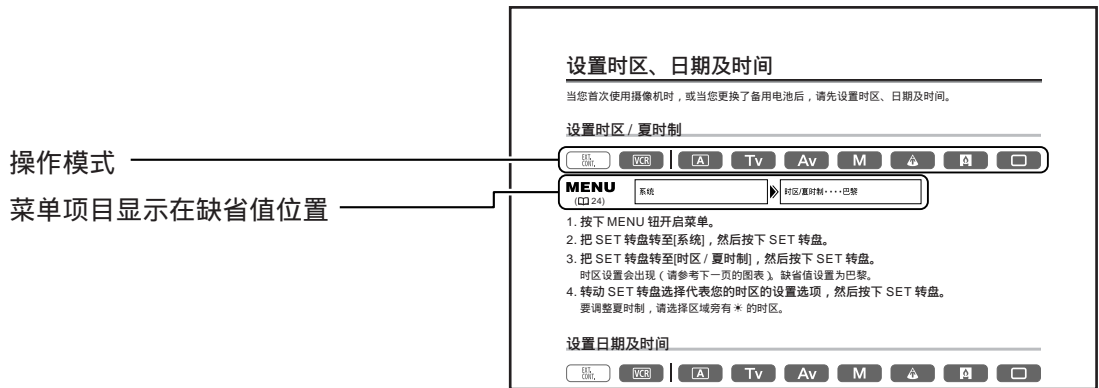 设置时区、日期及时间
当您首次使用摄像机时，或当您更换了备用电池后，请先设置时区、日期及时间。
设置时区 / 夏时制
操作模式
EXT. CONT. VCR A Tv Av M
菜单项目显示在缺省值位置
MENU 系统 时区/夏时制····巴黎
( 24)
1. 按下 MENU 钮开启菜单。
2. 把 SET 转盘转至[系统]，然后按下 SET 转盘。
3. 把 SET 转盘转至[时区 / 夏时制]，然后按下 SET 转盘。
时区设置会出现（请参考下一页的图表）。缺省值设置为巴黎。
4. 转动 SET 转盘选择代表您的时区的设置选项，然后按下 SET 转盘。
要调整夏时制，请选择区域旁有 ☀ 的时区。
设置日期及时间
EXT. CONT. VCR A Tv Av M